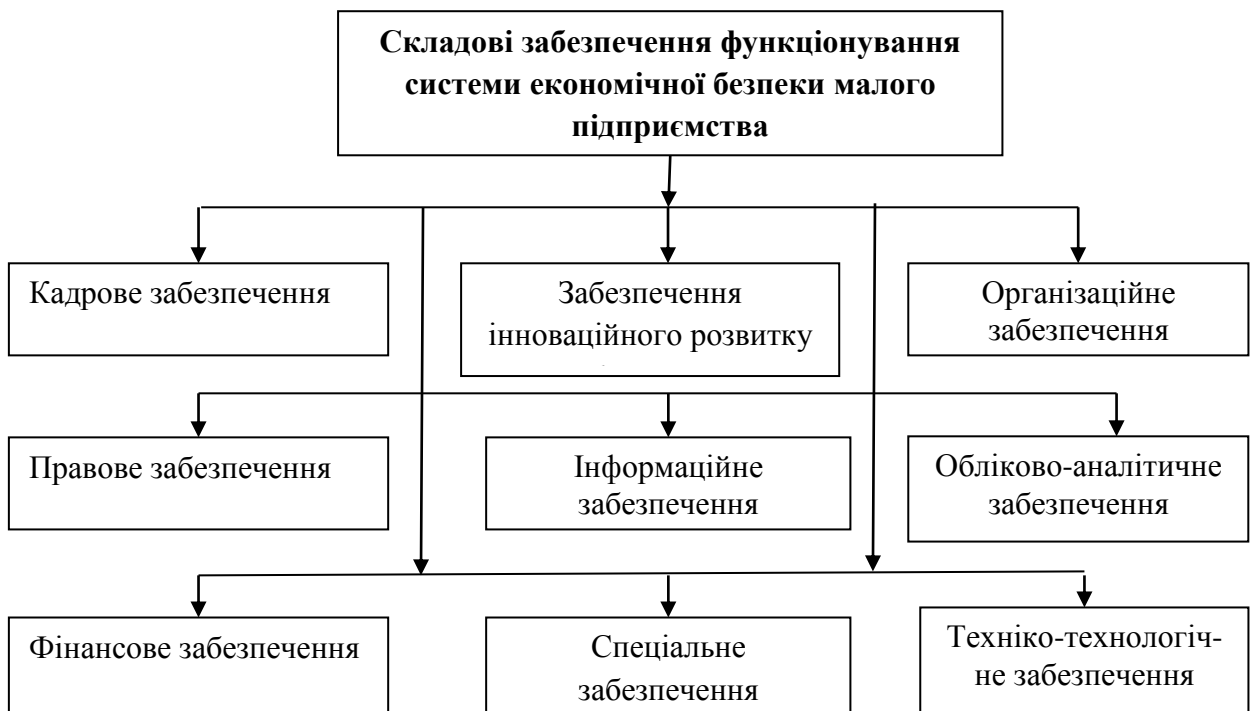 Складові забезпечення функціонування
системи економічної безпеки малого
підприємства
Кадрове забезпечення
Забезпечення
інноваційного розвитку
Організаційне
забезпечення
Правове забезпечення
Інформаційне
забезпечення
Обліково-аналітичне
забезпечення
Фінансове забезпечення
Спеціальне
забезпечення
Техніко-технологіч-
не забезпечення